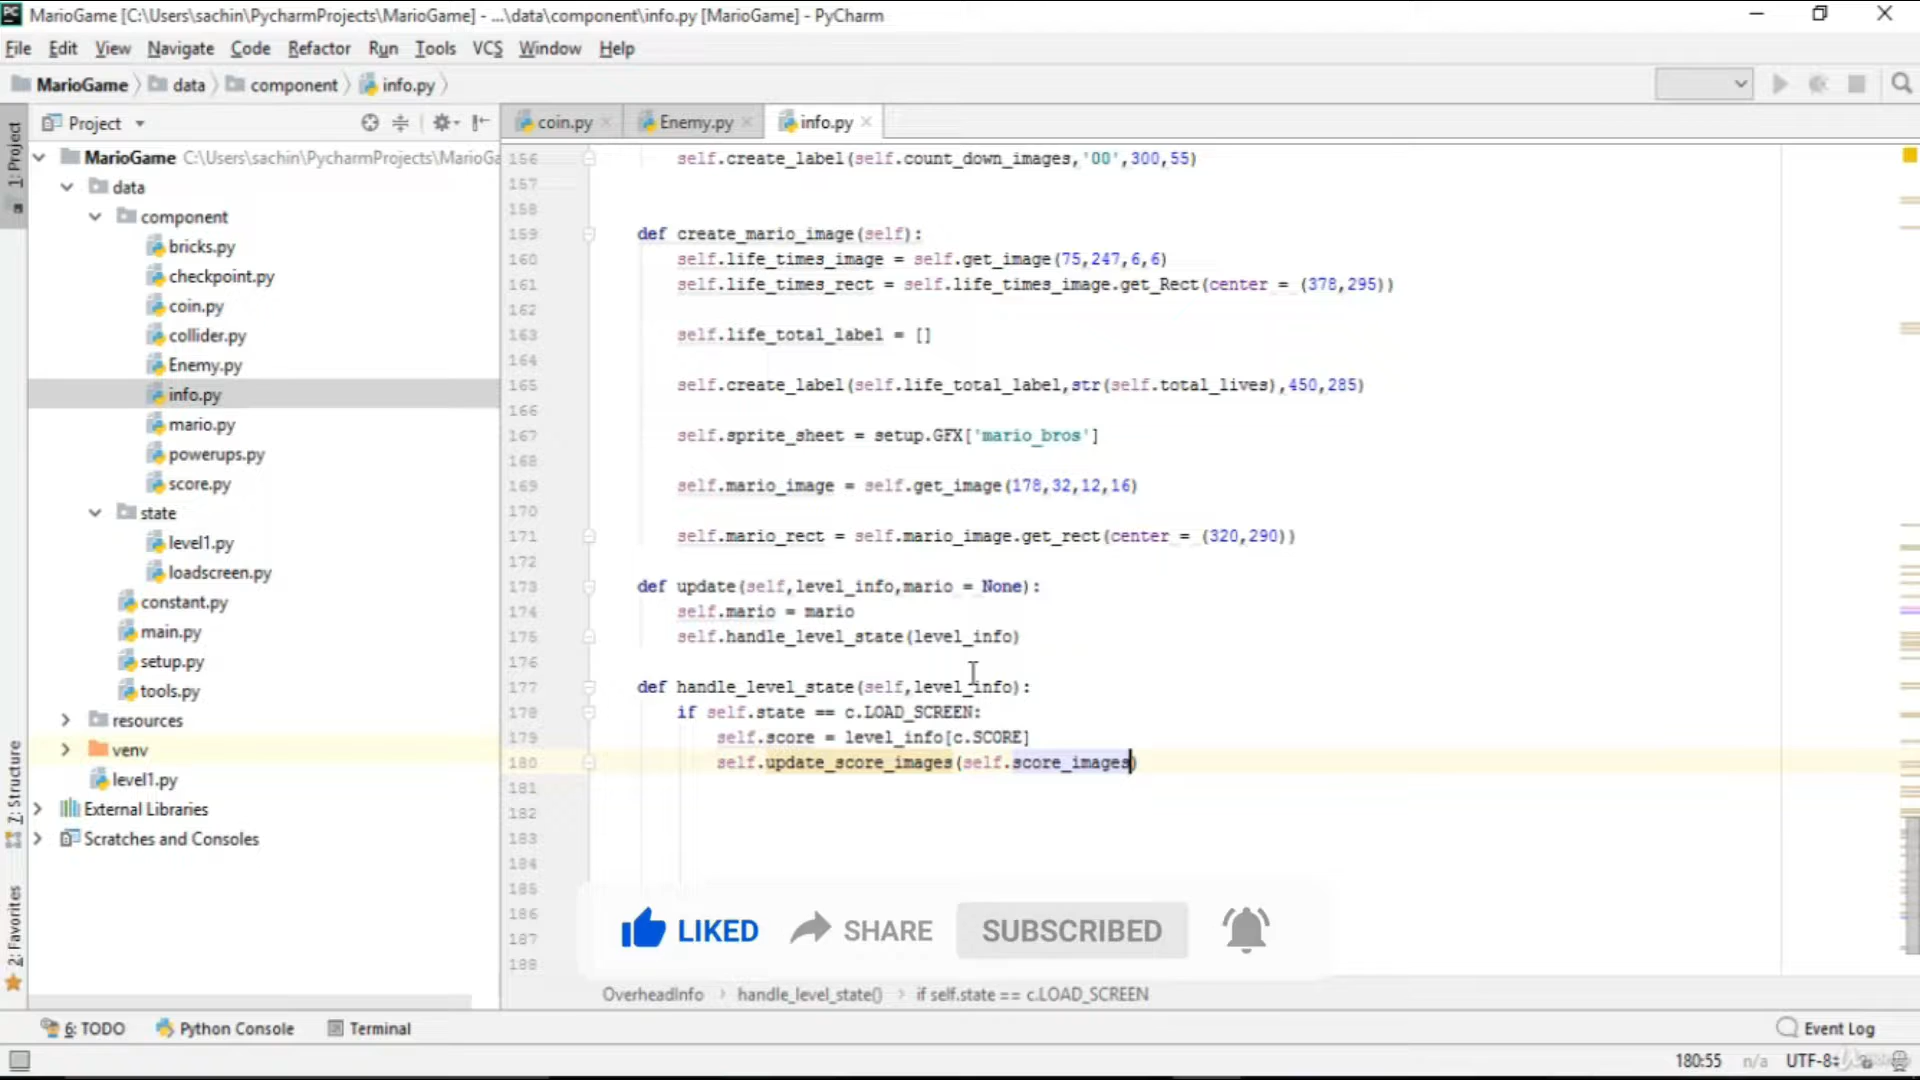 MarioGame [C:\Users\sachin\PycharmProjects\MarioGame] - ...\data\component\info.py [MarioGame] - PyCharm
File Edit View Navigate Code Refactor Run Tools VCS Window Help
MarioGame data component info.py
1: Project
Project
coin.py
Enemy.py
info.py
MarioGame C:\Users\sachin\PycharmProjects\MarioGa
data
component
bricks.py
checkpoint.py
coin.py
collider.py
Enemy.py
info.py
mario.py
powerups.py
score.py
state
level1.py
loadscreen.py
constant.py
main.py
setup.py
tools.py
resources
venv
level1.py
External Libraries
Scratches and Consoles
7: Structure
2: Favorites
156 self.create_label(self.count_down_images,'00',300,55)
157
158
159 def create_mario_image(self):
160 self.life_times_image = self.get_image(75,247,6,6)
161 self.life_times_rect = self.life_times_image.get_Rect(center = (378,295))
162
163 self.life_total_label = []
164
165 self.create_label(self.life_total_label,str(self.total_lives),450,285)
166
167 self.sprite_sheet = setup.GFX['mario_bros']
168
169 self.mario_image = self.get_image(178,32,12,16)
170
171 self.mario_rect = self.mario_image.get_rect(center = (320,290))
172
173 def update(self,level_info,mario = None):
174 self.mario = mario
175 self.handle_level_state(level_info)
176
177 def handle_level_state(self,level_info):
178 if self.state == c.LOAD_SCREEN:
179 self.score = level_info[c.SCORE]
180 self.update_score_images(self.score_images)
181
182
183
184
185
186
187
188
LIKED SHARE SUBSCRIBED
OverheadInfo handle_level_state() if self.state == c.LOAD_SCREEN
6: TODO Python Console Terminal Event Log
180:55 n/a UTF-8